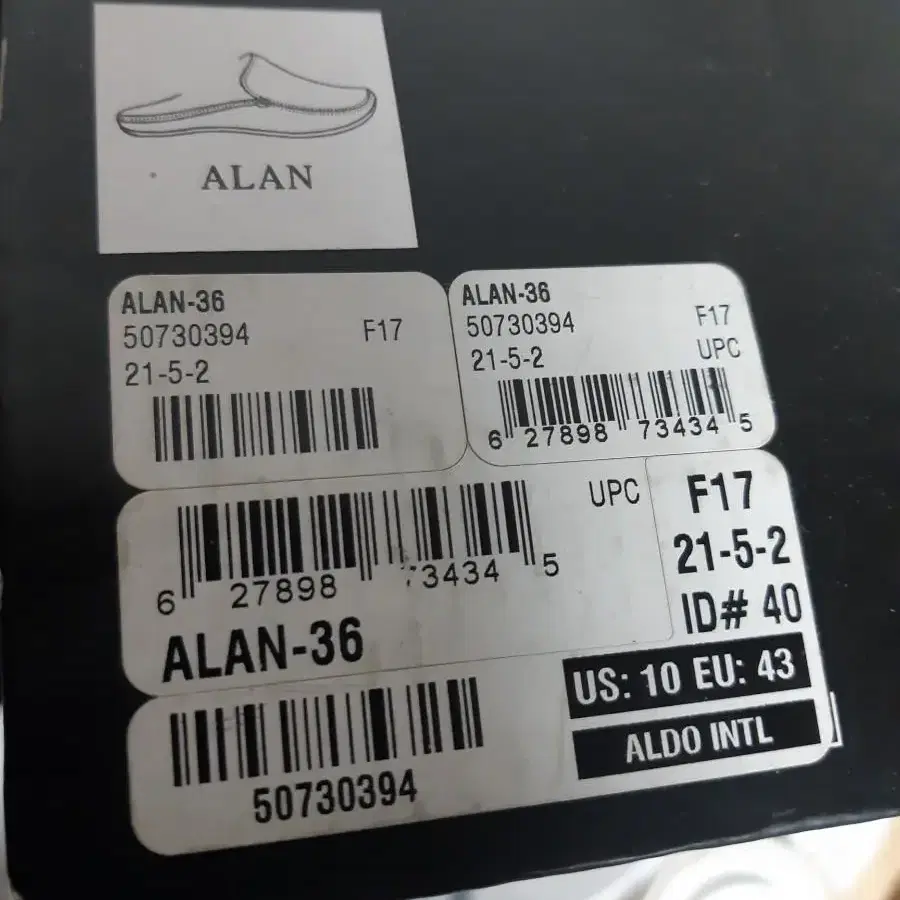 ALAN
ALAN-36
50730394 F17
21-5-2
ALAN-36
50730394 F17
21-5-2 UPC
6 27898 73434 5
UPC
6 27898 73434 5
ALAN-36
F17
21-5-2
ID# 40
US: 10 EU: 43
ALDO INTL
50730394